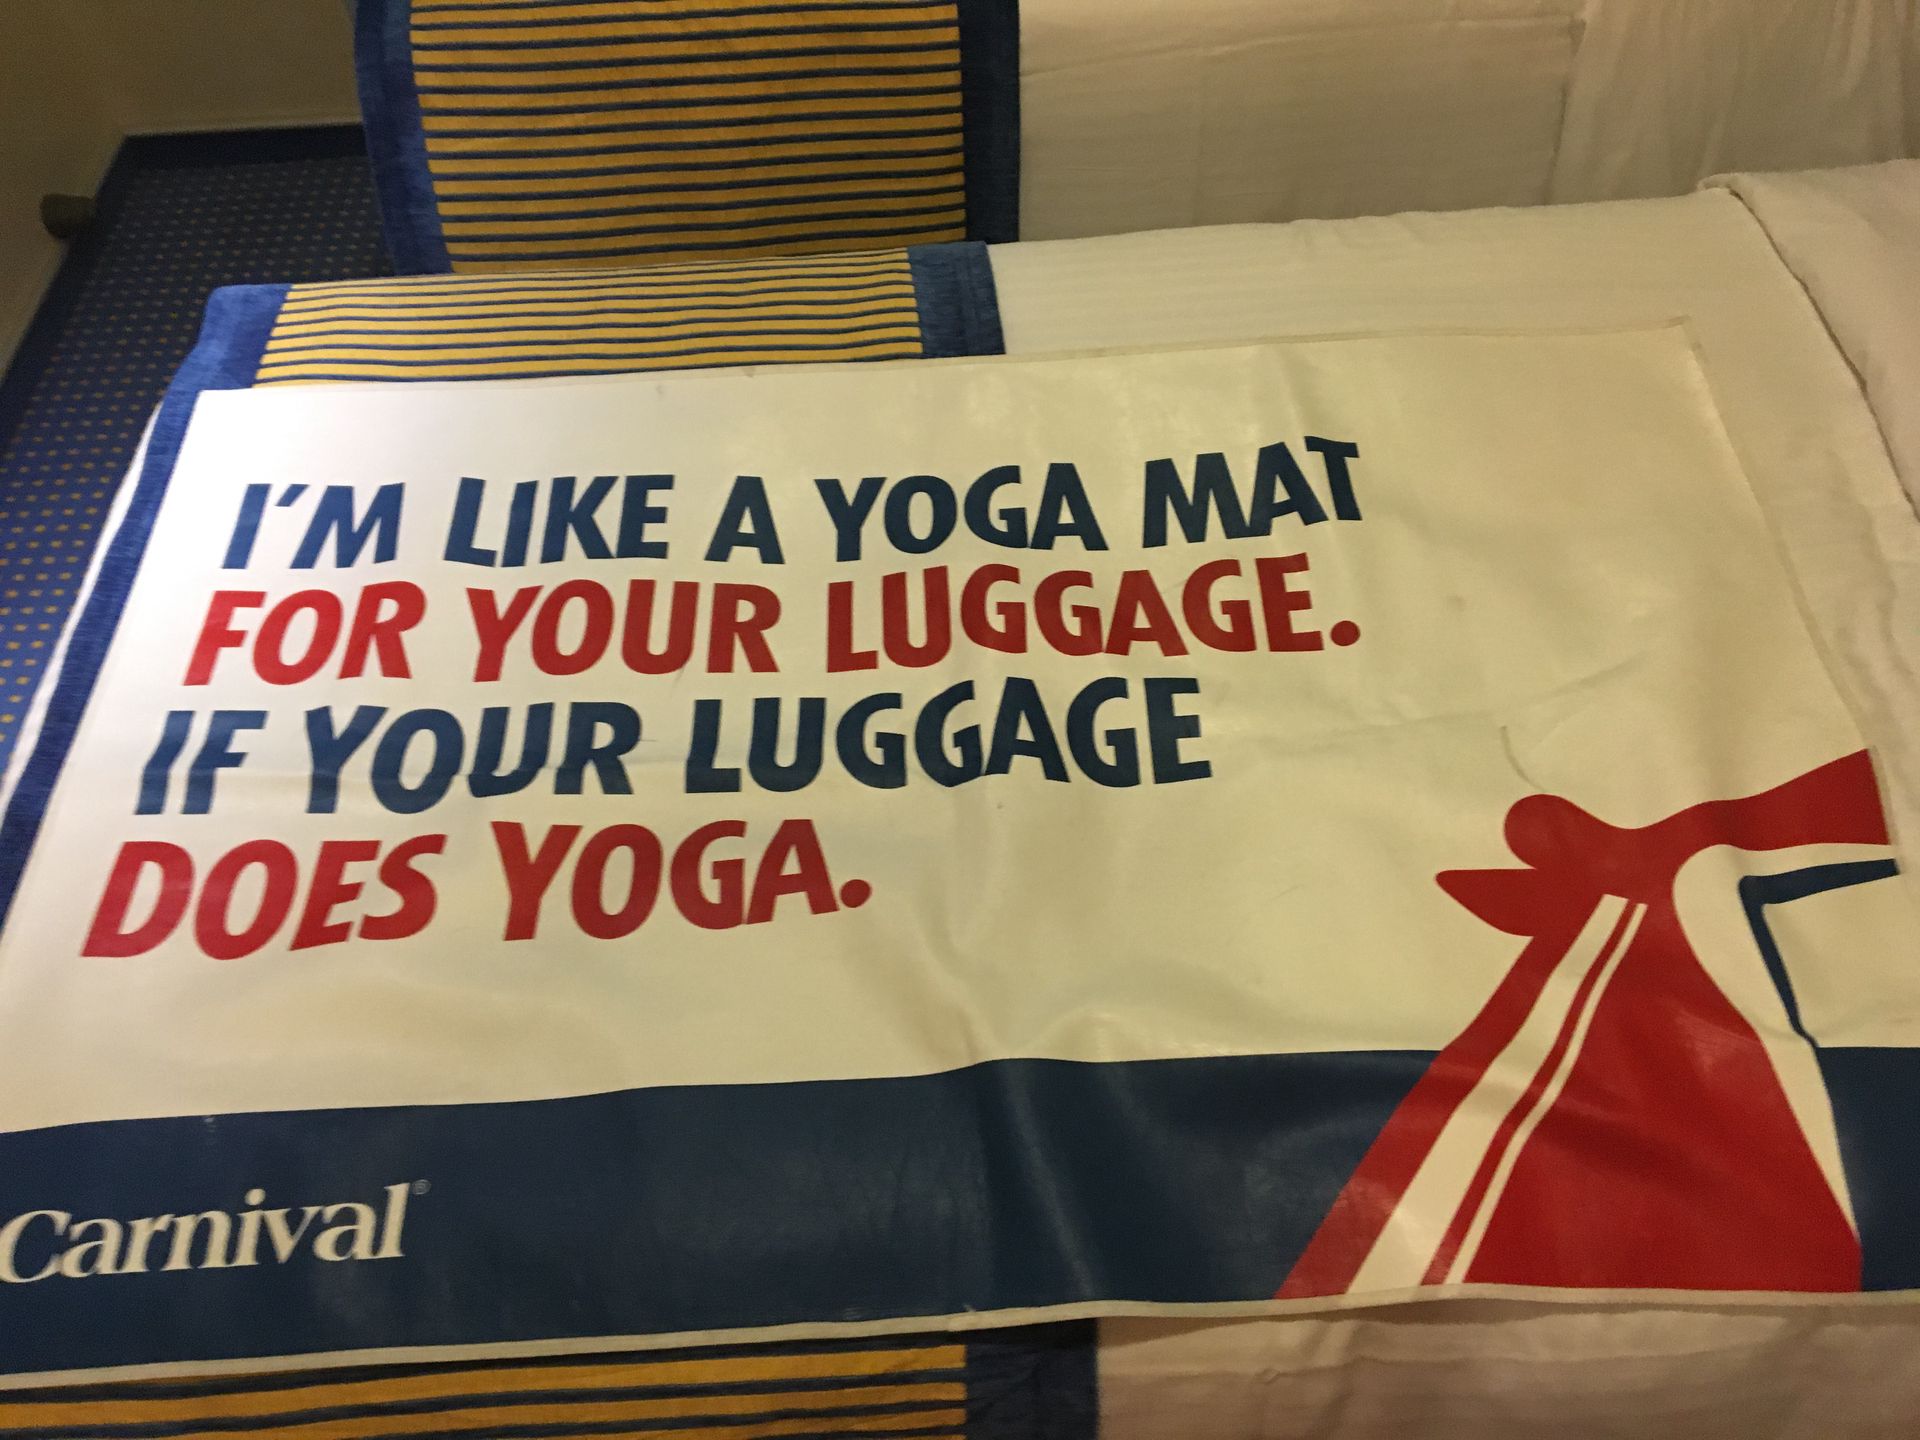 I'M LIKE A YOGA MAT
FOR YOUR LUGGAGE.
IF YOUR LUGGAGE
DOES YOGA.
Carnival®